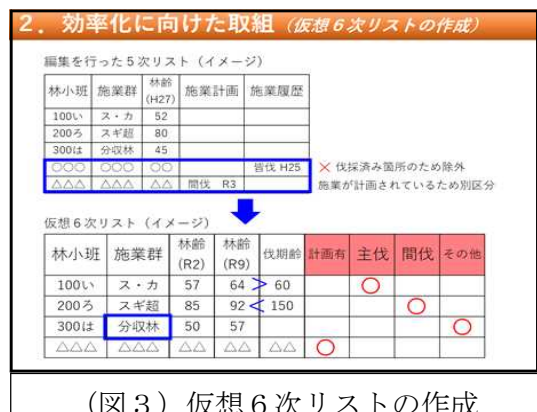 2．効率化に向けた取組（仮想６次リストの作成）
編集を行った５次リスト（イメージ）
林小班 施業群 林齢(H27) 施業計画 施業履歴
100い ス・カ 52
200ろ スギ超 80
300は 分収林 45
○○○ ○○○ ○○ 皆伐 H25 × 伐採済み箇所のため除外
△△△ △△△ △△ 間伐 R3 施業が計画されているため別区分
仮想６次リスト（イメージ）
林小班 施業群 林齢(R2) 林齢(R9) 伐期齢 計画有 主伐 間伐 その他
100い ス・カ 57 64 > 60 ○
200ろ スギ超 85 92 < 150 ○
300は 分収林 50 57 ○
△△△ △△△ △△ △△ △△ ○
（図３）仮想６次リストの作成